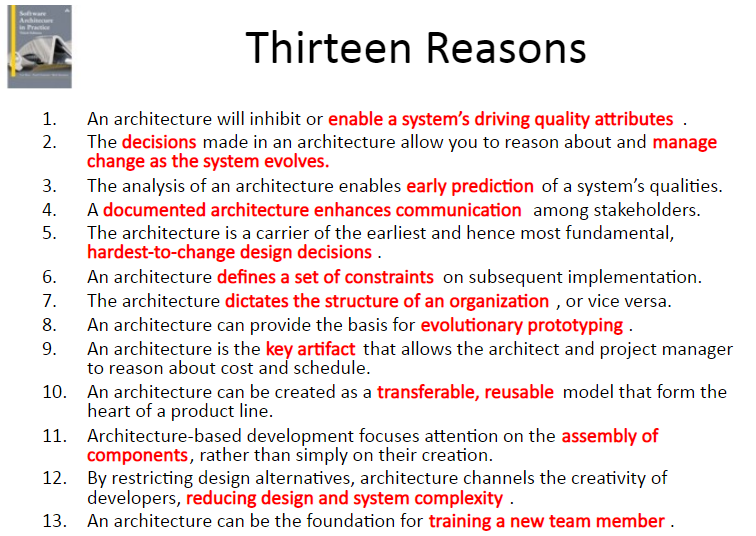 Software
Architecture
in Practice
Thirteen Reasons
1. An architecture will inhibit or enable a system’s driving quality attributes .
2. The decisions made in an architecture allow you to reason about and manage
change as the system evolves.
3. The analysis of an architecture enables early prediction of a system’s qualities.
4. A documented architecture enhances communication among stakeholders.
5. The architecture is a carrier of the earliest and hence most fundamental,
hardest-to-change design decisions .
6. An architecture defines a set of constraints on subsequent implementation.
7. The architecture dictates the structure of an organization , or vice versa.
8. An architecture can provide the basis for evolutionary prototyping .
9. An architecture is the key artifact that allows the architect and project manager
to reason about cost and schedule.
10. An architecture can be created as a transferable, reusable model that form the
heart of a product line.
11. Architecture-based development focuses attention on the assembly of
components, rather than simply on their creation.
12. By restricting design alternatives, architecture channels the creativity of
developers, reducing design and system complexity .
13. An architecture can be the foundation for training a new team member .